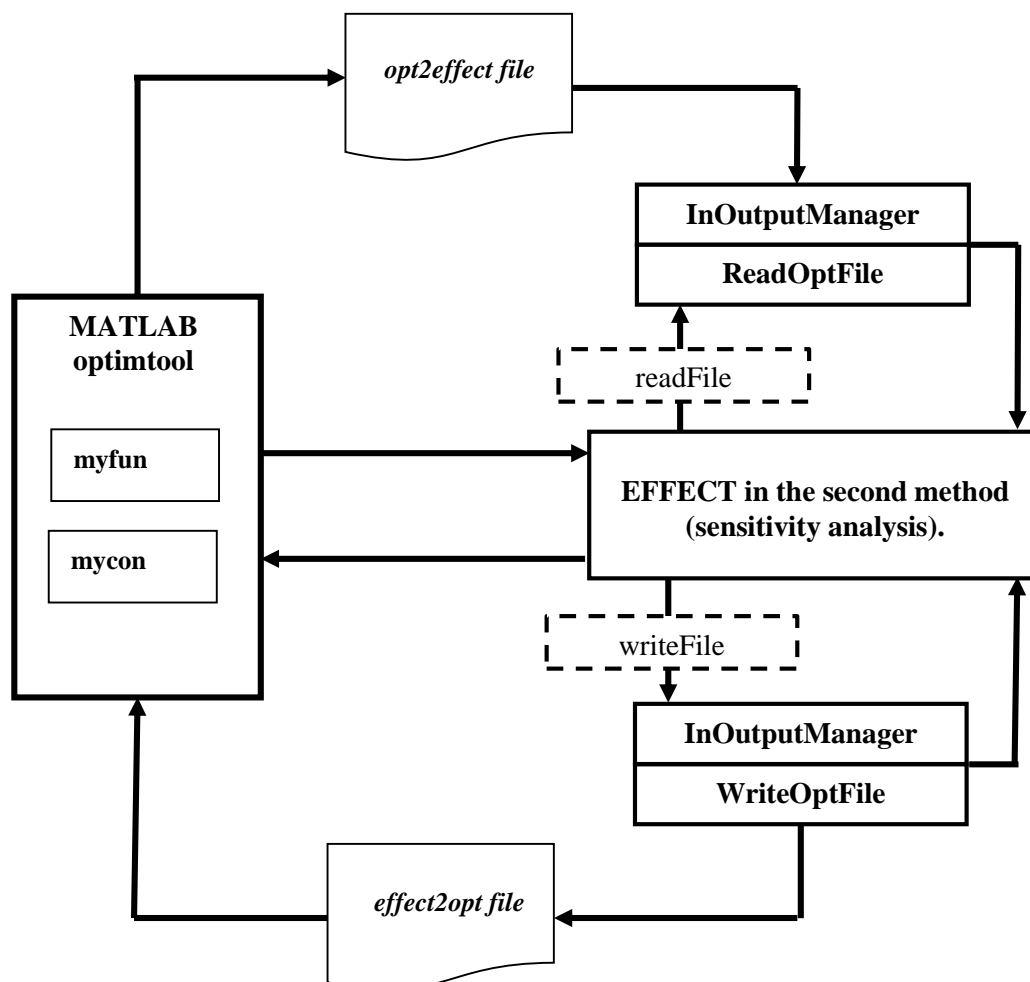 opt2effect file
InOutputManager
ReadOptFile
MATLAB
optimtool
readFile
myfun
EFFECT in the second method
(sensitivity analysis).
mycon
writeFile
InOutputManager
WriteOptFile
effect2opt file